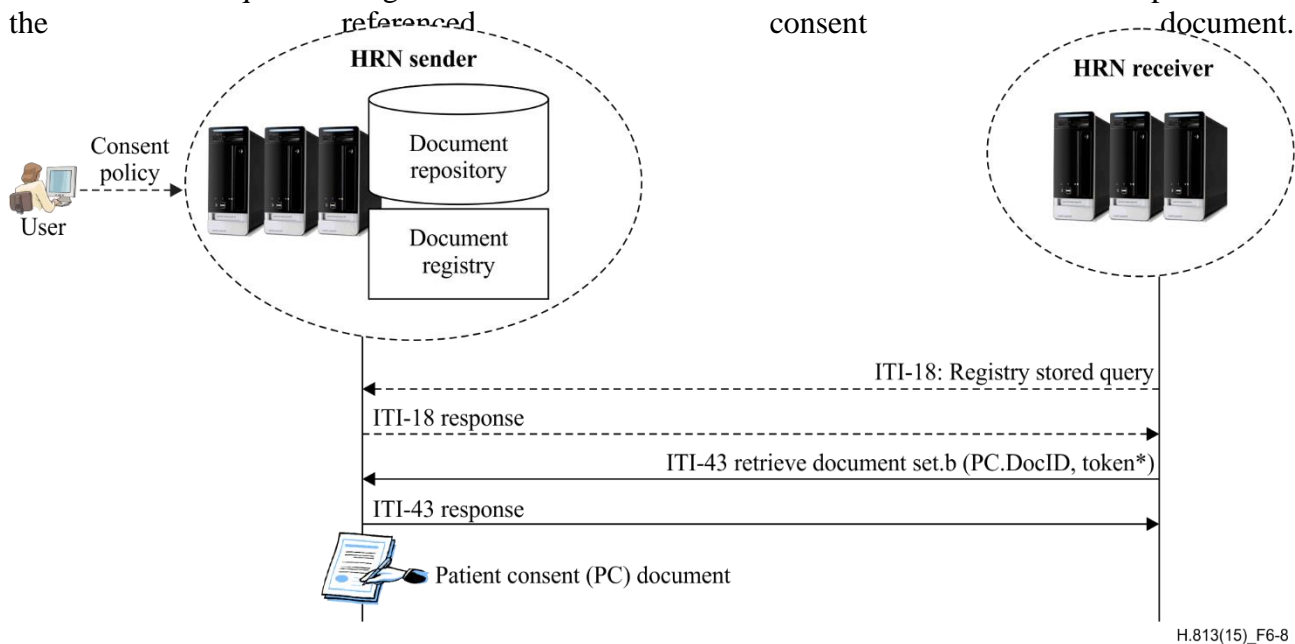 the referenced consent document.
HRN sender
HRN receiver
Document
repository
Consent
policy
User
Document
registry
ITI-18: Registry stored query
ITI-18 response
ITI-43 retrieve document set.b (PC.DocID, token*)
ITI-43 response
Patient consent (PC) document
H.813(15)_F6-8